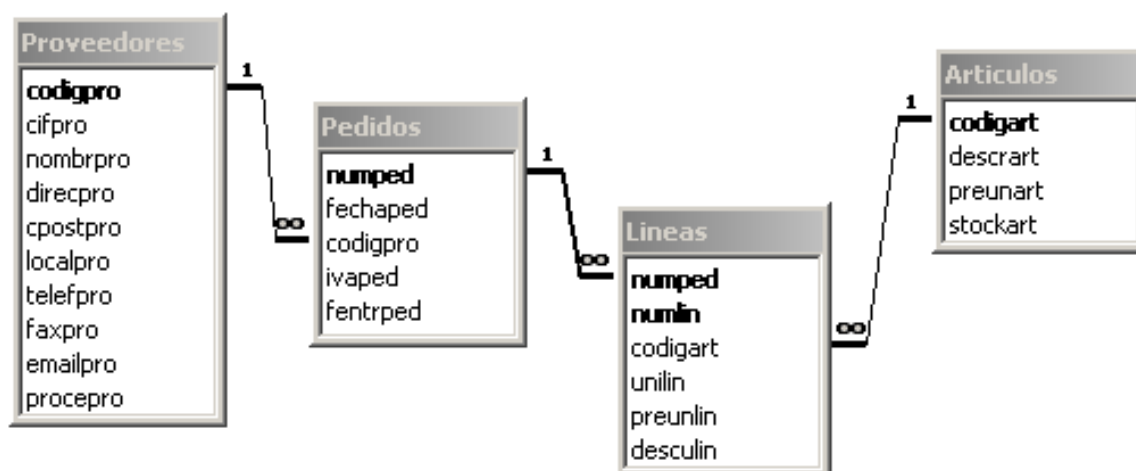 Proveedores
codigpro
cifpro
nombrpro
direcpro
cpostpro
localpro
telefpro
faxpro
emailpro
procepro
1
∞
Pedidos
numped
fechaped
codigpro
ivaped
fentrped
1
∞
Lineas
numped
numlin
codigart
unilin
preunlin
desculin
∞
1
Articulos
codigart
descrart
preunart
stockart